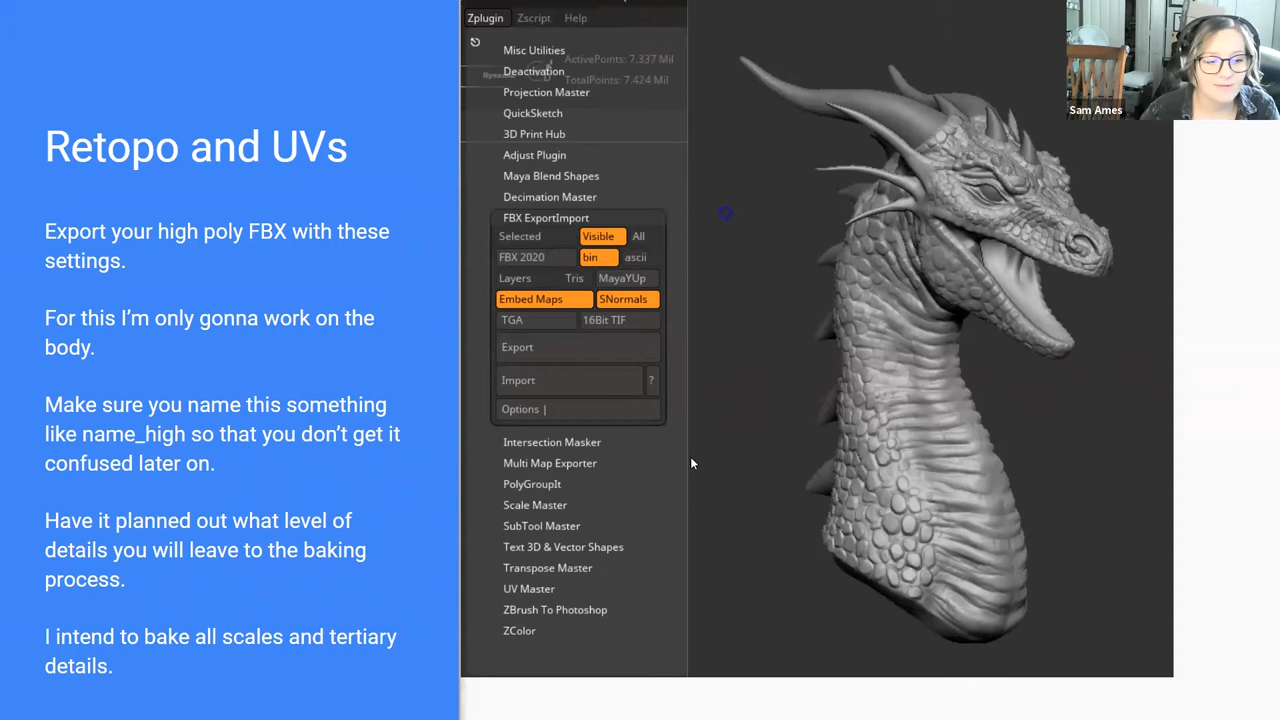 Retopo and UVs
Export your high poly FBX with these
settings.
For this I’m only gonna work on the
body.
Make sure you name this something
like name_high so that you don’t get it
confused later on.
Have it planned out what level of
details you will leave to the baking
process.
I intend to bake all scales and tertiary
details.
Zplugin Zscript Help
Misc Utilities
ActivePoints: 7.337 Mil
Deactivation
TotalPoints: 7.424 Mil
Projection Master
QuickSketch
3D Print Hub
Adjust Plugin
Maya Blend Shapes
Decimation Master
FBX ExportImport
Selected Visible All
FBX 2020 bin ascii
Layers Tris MayaYUp
Embed Maps SNormals
TGA 16Bit TIF
Export
Import ?
Options |
Intersection Masker
Multi Map Exporter
PolyGroupIt
Scale Master
SubTool Master
Text 3D & Vector Shapes
Transpose Master
UV Master
ZBrush To Photoshop
ZColor
Sam Ames